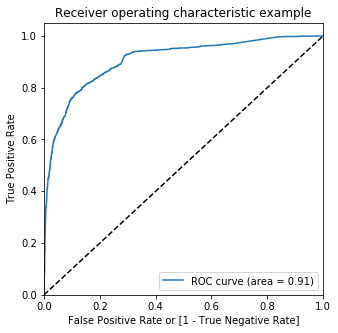 Receiver operating characteristic example
1.0
0.8
0.6
0.4
0.2
0.0
True Positive Rate
ROC curve (area = 0.91)
0.0 0.2 0.4 0.6 0.8 1.0
False Positive Rate or [1 - True Negative Rate]